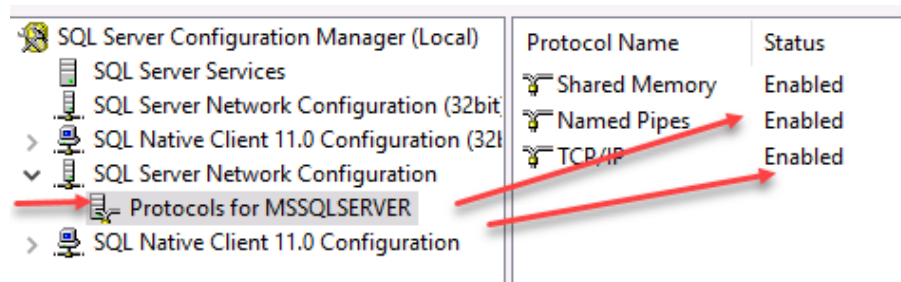 SQL Server Configuration Manager (Local)
SQL Server Services
SQL Server Network Configuration (32bit
SQL Native Client 11.0 Configuration (32b
SQL Server Network Configuration
Protocols for MSSQLSERVER
SQL Native Client 11.0 Configuration
Protocol Name Status
Shared Memory Enabled
Named Pipes Enabled
TCP/IP Enabled